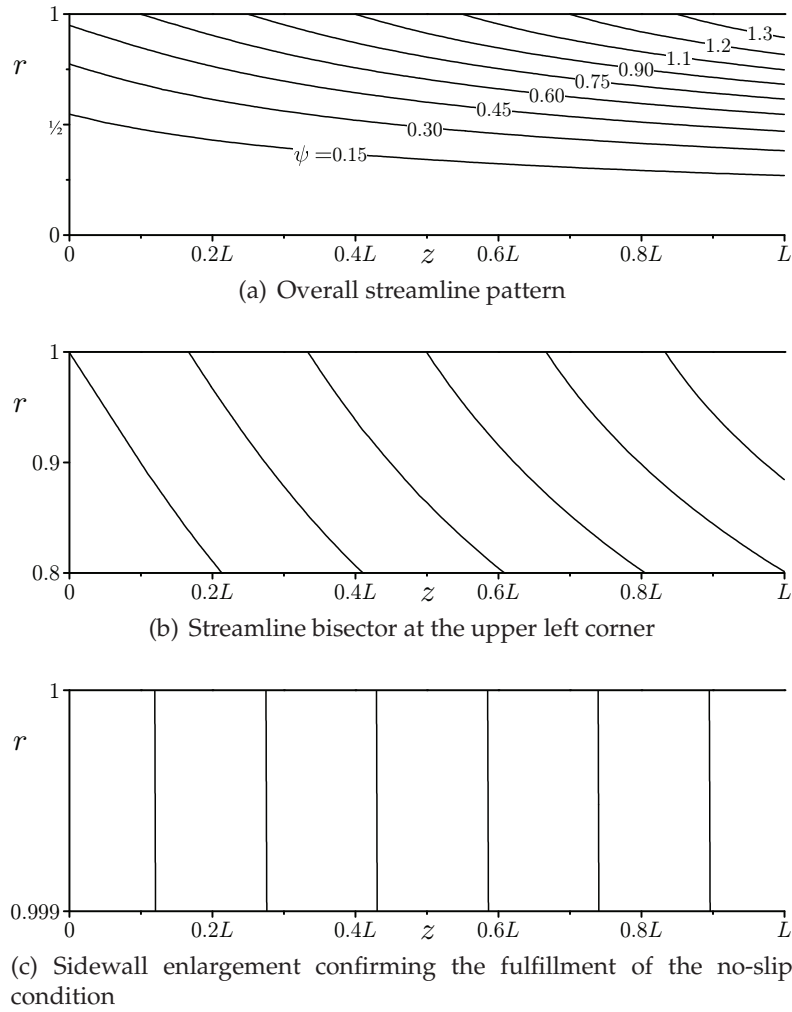 1
r
½
0
1.3
1.2
1.1
0.90
0.75
0.60
0.45
0.30
ψ = 0.15
0 0.2L 0.4L z 0.6L 0.8L L
(a) Overall streamline pattern
1
r
0.9
0.8
0 0.2L 0.4L z 0.6L 0.8L L
(b) Streamline bisector at the upper left corner
1
r
0.999
0 0.2L 0.4L z 0.6L 0.8L L
(c) Sidewall enlargement confirming the fulfillment of the no-slip
condition